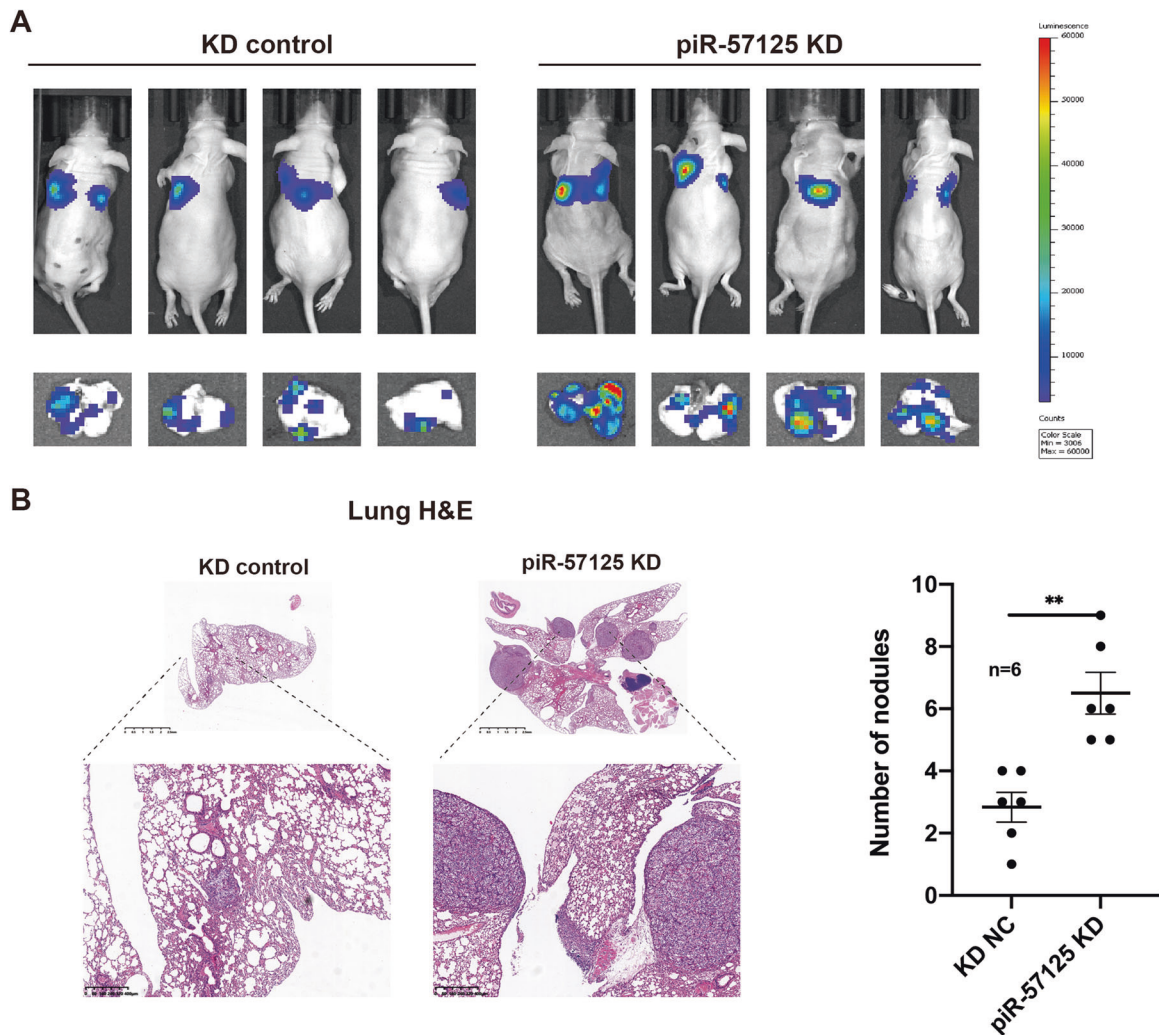 A
KD control
piR-57125 KD
Luminescence
60000
50000
40000
30000
20000
10000
Counts
Color Scale
Min = 3006
Max = 60000
B
Lung H&E
KD control
piR-57125 KD
Number of nodules
10
8
6
4
2
0
n=6
**
KD NC
piR-57125 KD